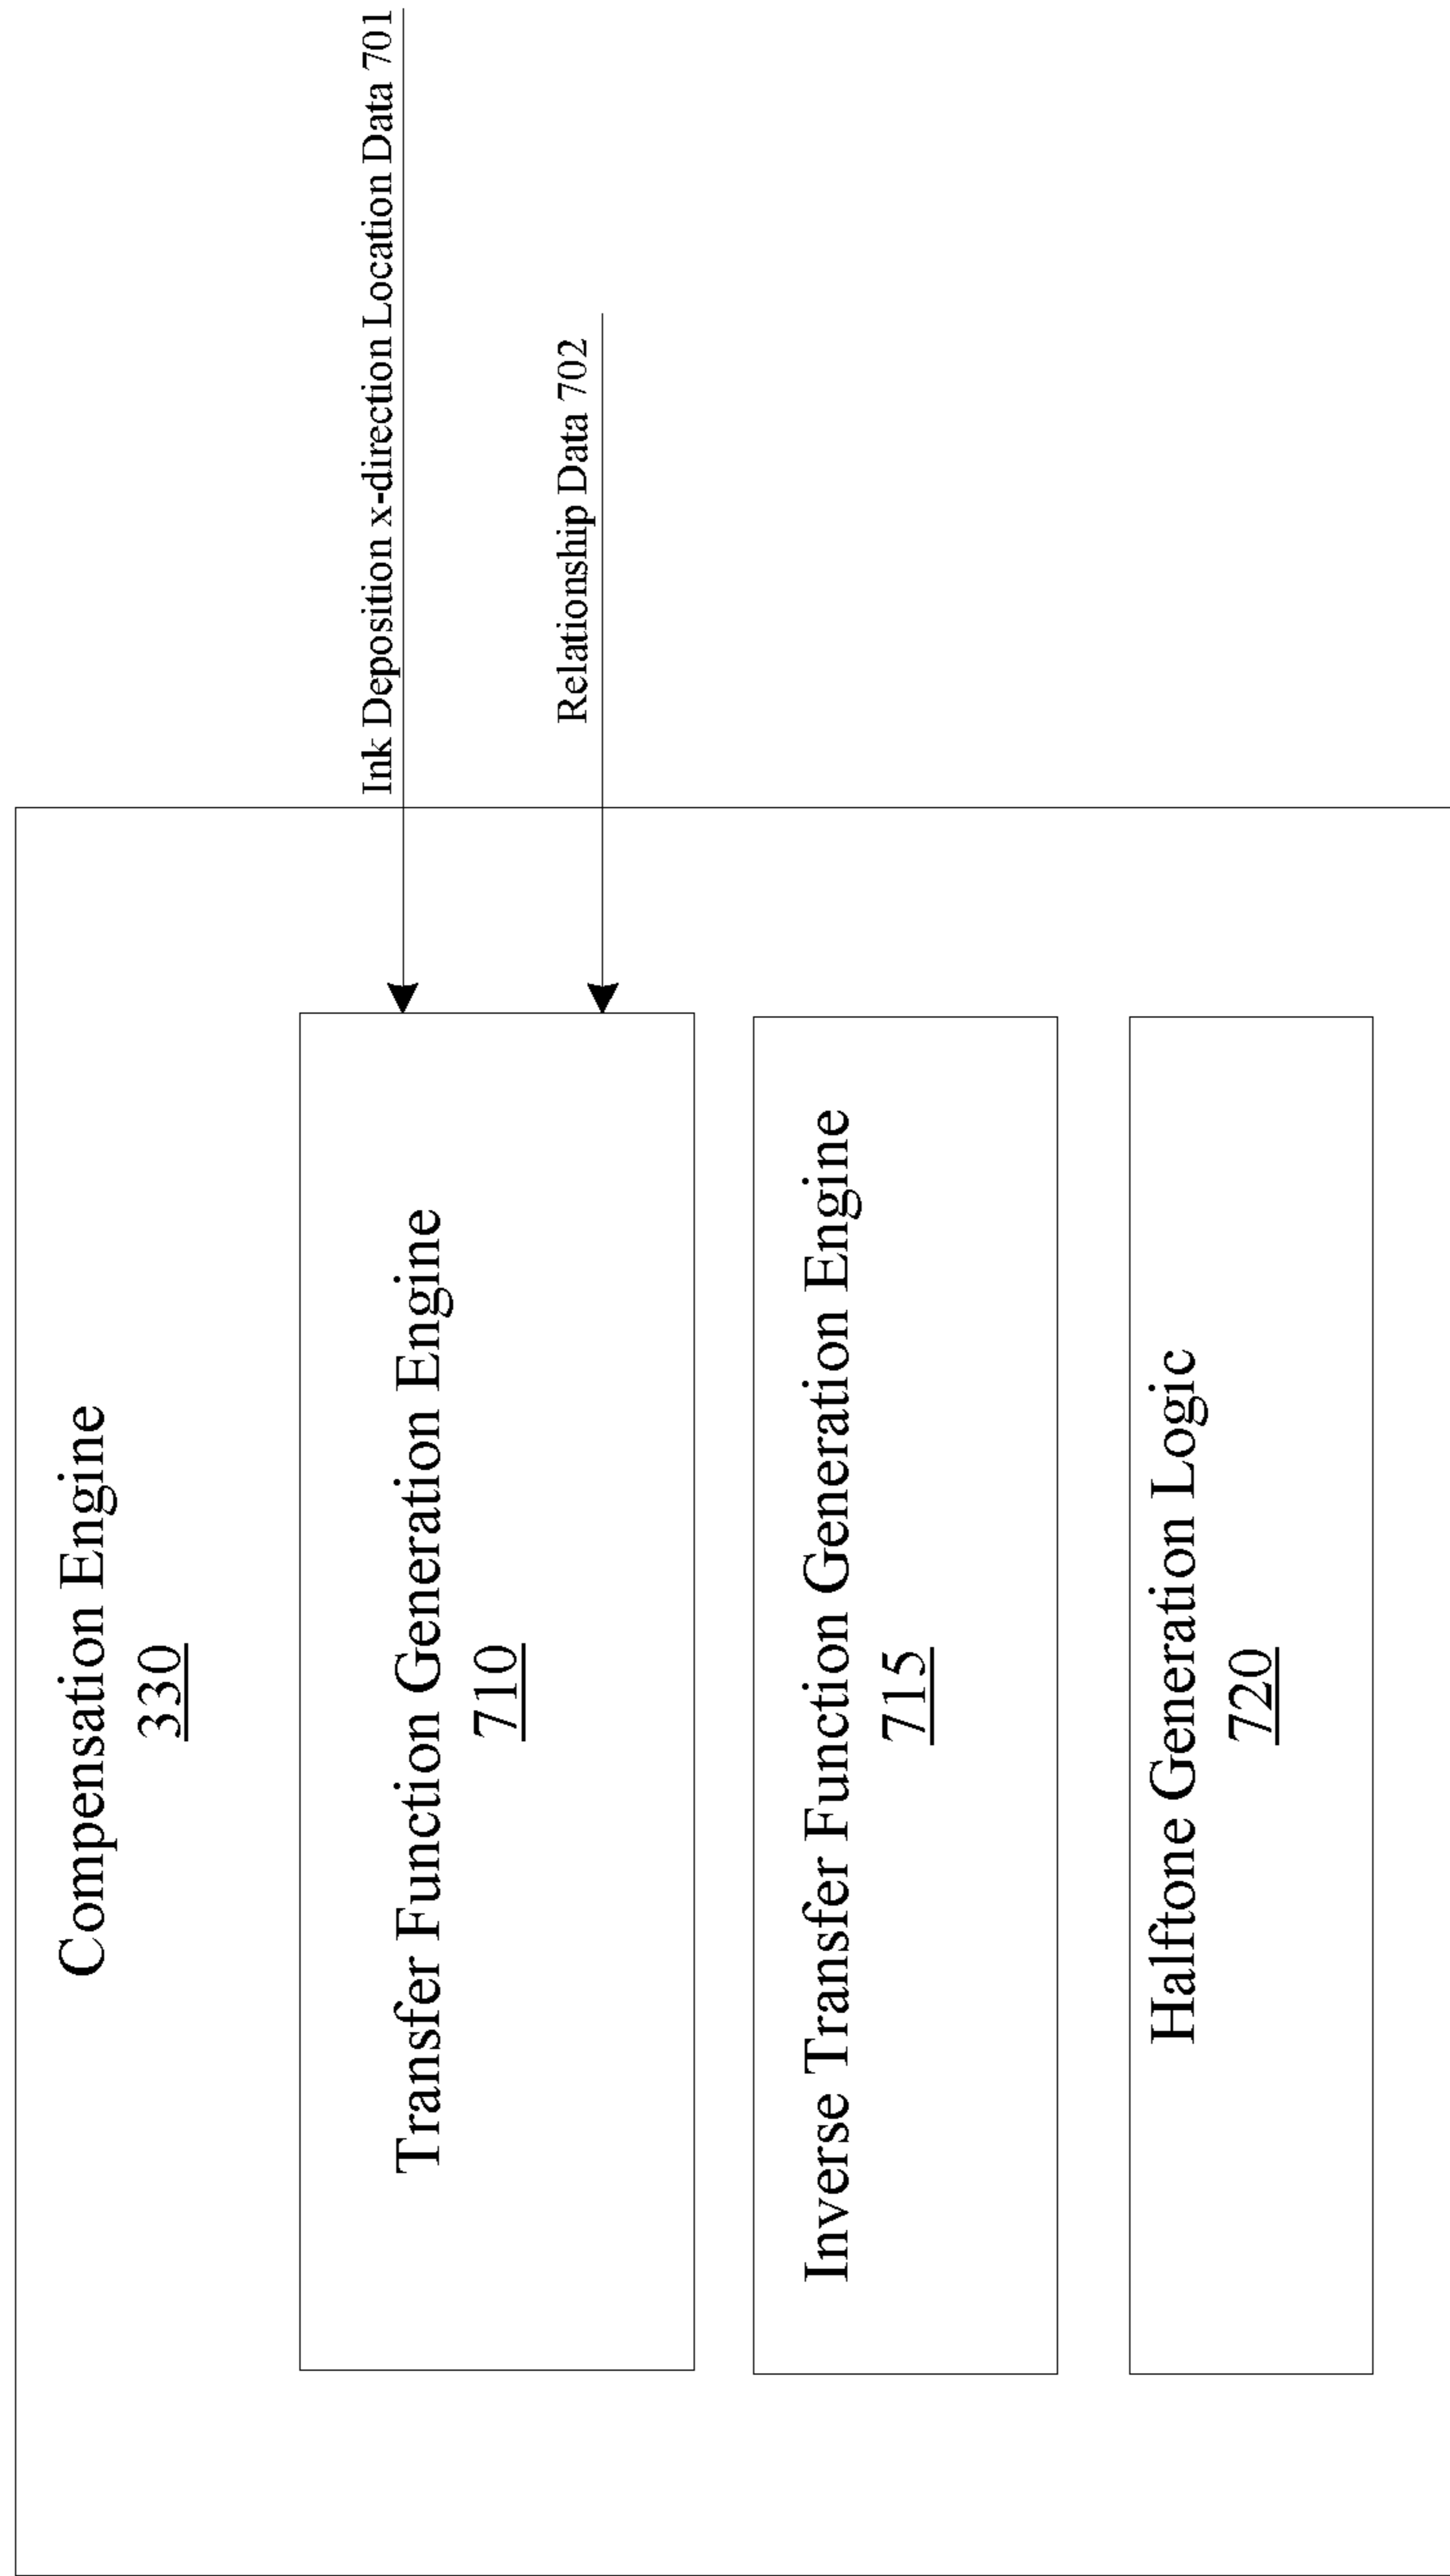 Compensation Engine
330
Ink Deposition x-direction Location Data 701
Transfer Function Generation Engine
710
Relationship Data 702
Inverse Transfer Function Generation Engine
715
Halftone Generation Logic
720